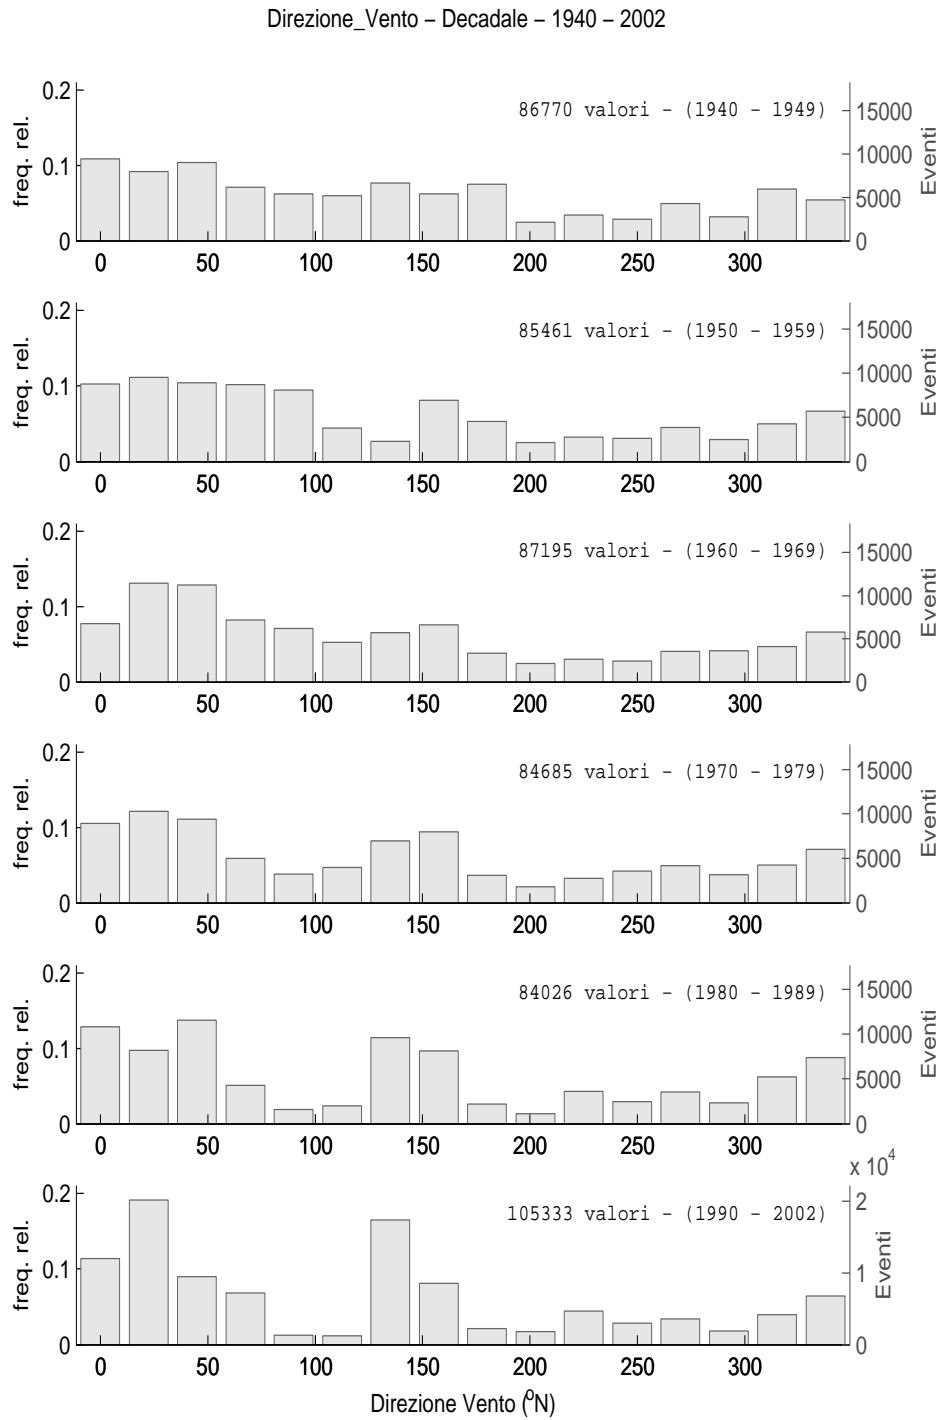 Direzione_Vento – Decadale – 1940 – 2002
86770 valori – (1940 – 1949)
freq. rel.
0.2
0.1
0
15000
10000
5000
0
Eventi
0 50 100 150 200 250 300
85461 valori – (1950 – 1959)
freq. rel.
0.2
0.1
0
15000
10000
5000
0
Eventi
0 50 100 150 200 250 300
87195 valori – (1960 – 1969)
freq. rel.
0.2
0.1
0
15000
10000
5000
0
Eventi
0 50 100 150 200 250 300
84685 valori – (1970 – 1979)
freq. rel.
0.2
0.1
0
15000
10000
5000
0
Eventi
0 50 100 150 200 250 300
84026 valori – (1980 – 1989)
freq. rel.
0.2
0.1
0
15000
10000
5000
0
Eventi
0 50 100 150 200 250 300
x 10^4
105333 valori – (1990 – 2002)
freq. rel.
0.2
0.1
0
2
1
0
Eventi
0 50 100 150 200 250 300
Direzione Vento (ºN)